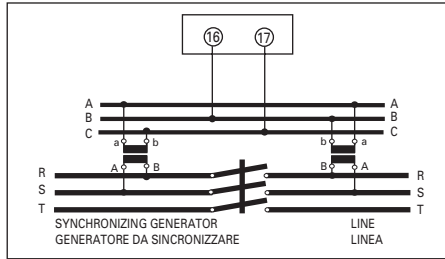 16 17
A A
B B
C C
a b b a
A B B A
R R
S S
T T
SYNCHRONIZING GENERATOR LINE
GENERATORE DA SINCRONIZZARE LINEA